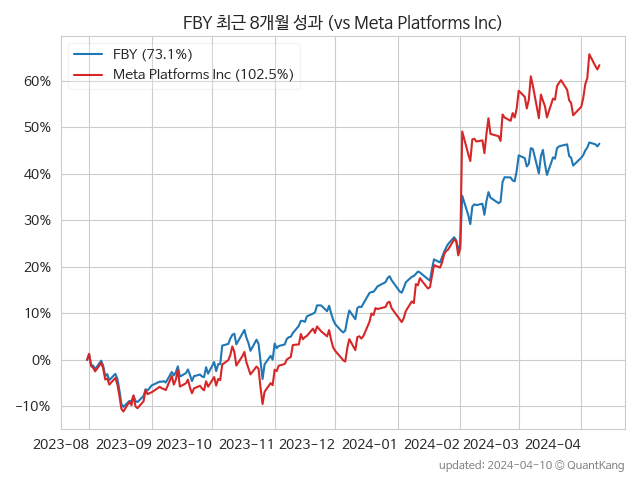 FBY 최근 8개월 성과 (vs Meta Platforms Inc)
FBY (73.1%)
Meta Platforms Inc (102.5%)
60%
50%
40%
30%
20%
10%
0%
−10%
2023−08 2023−09 2023−10 2023−11 2023−12 2024−01 2024−02 2024−03 2024−04
updated: 2024-04-10 © QuantKang